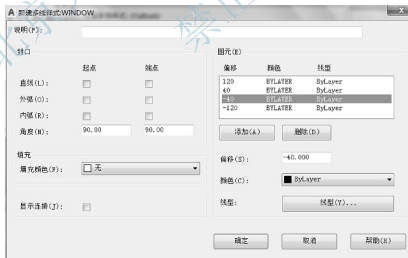 新建多线样式:WINDOW
说明(P):
封口
起点 端点
直线(L):
外弧(O):
内弧(R):
角度(N): 90.00 90.00
填充
填充颜色(F): 无
显示连接(J):
图元(E)
偏移 颜色 线型
120 BYLAYER ByLayer
40 BYLAYER ByLayer
-40 BYLAYER ByLayer
-120 BYLAYER ByLayer
添加(A) 删除(D)
偏移(S): -40.000
颜色(C): ByLayer
线型: 线型(Y)...
确定 取消 帮助(H)